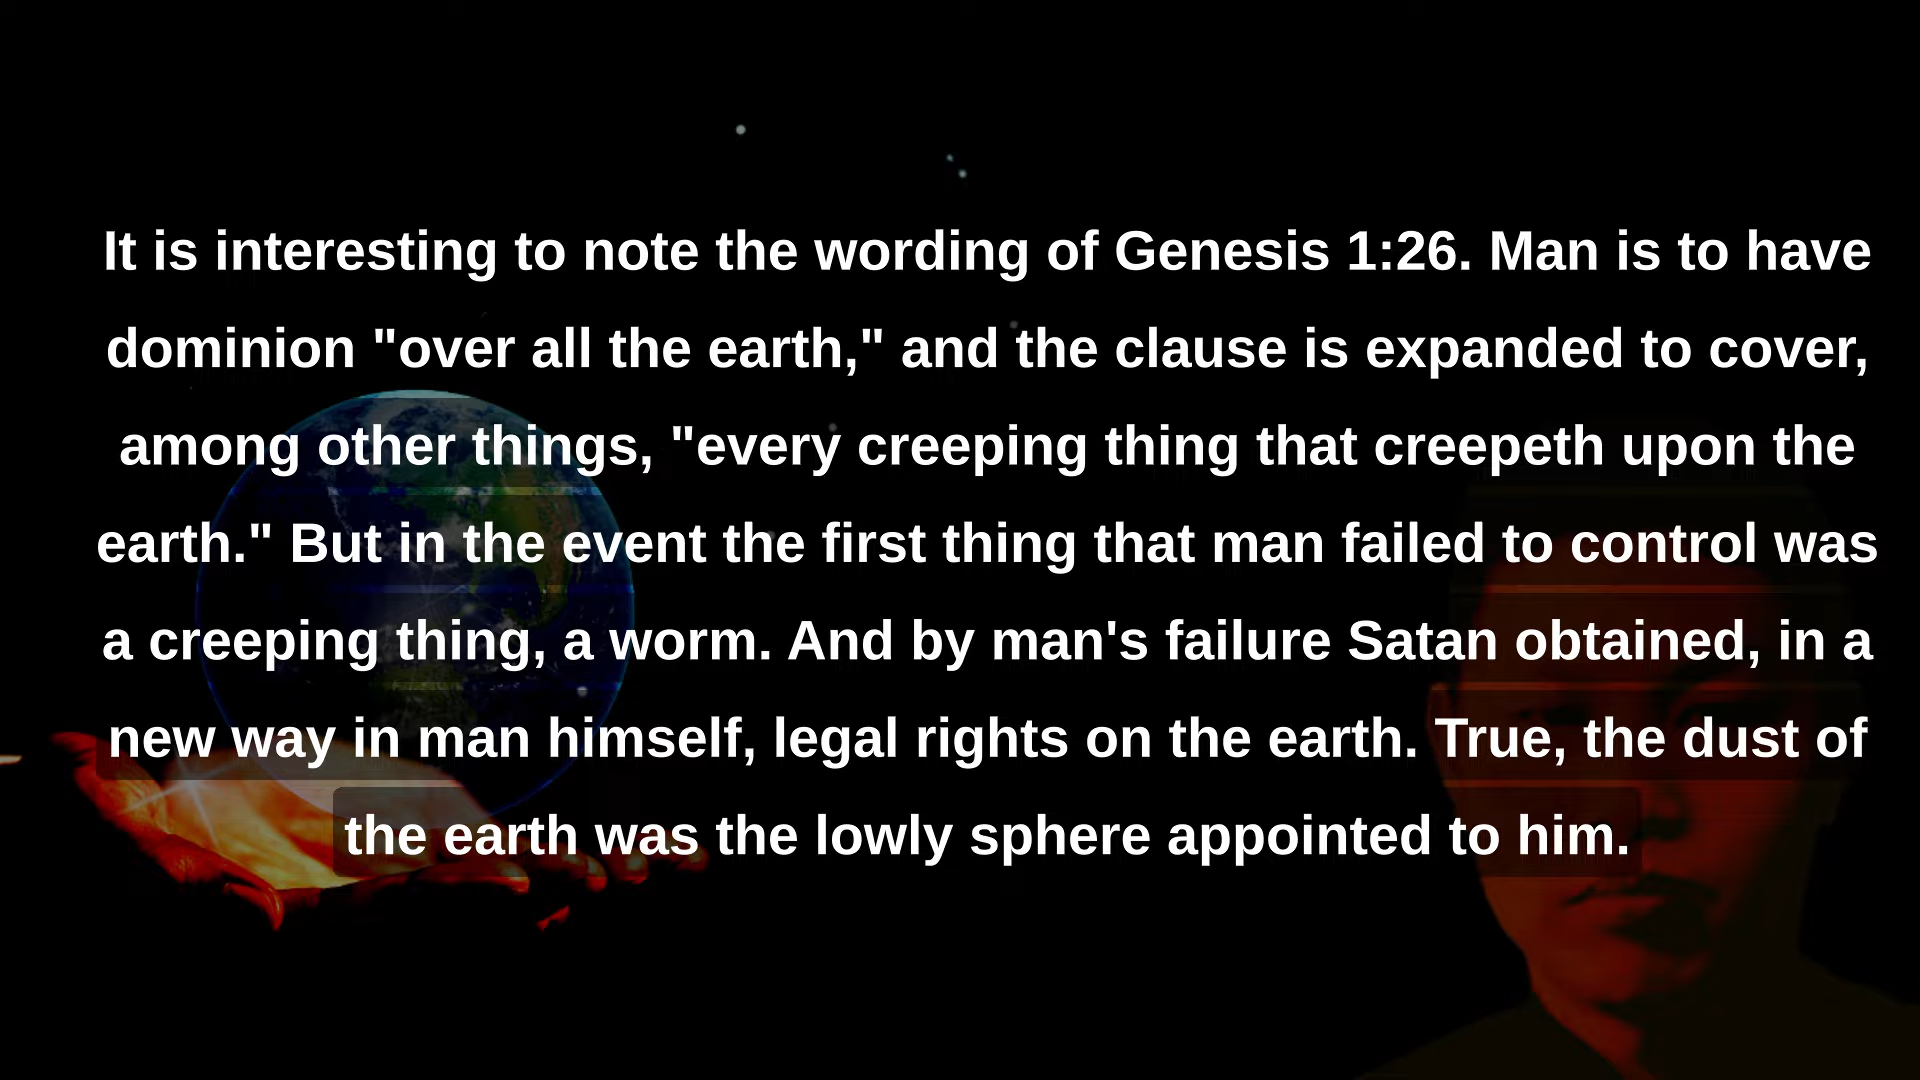 It is interesting to note the wording of Genesis 1:26. Man is to have
dominion "over all the earth," and the clause is expanded to cover,
among other things, "every creeping thing that creepeth upon the
earth." But in the event the first thing that man failed to control was
a creeping thing, a worm. And by man's failure Satan obtained, in a
new way in man himself, legal rights on the earth. True, the dust of
the earth was the lowly sphere appointed to him.